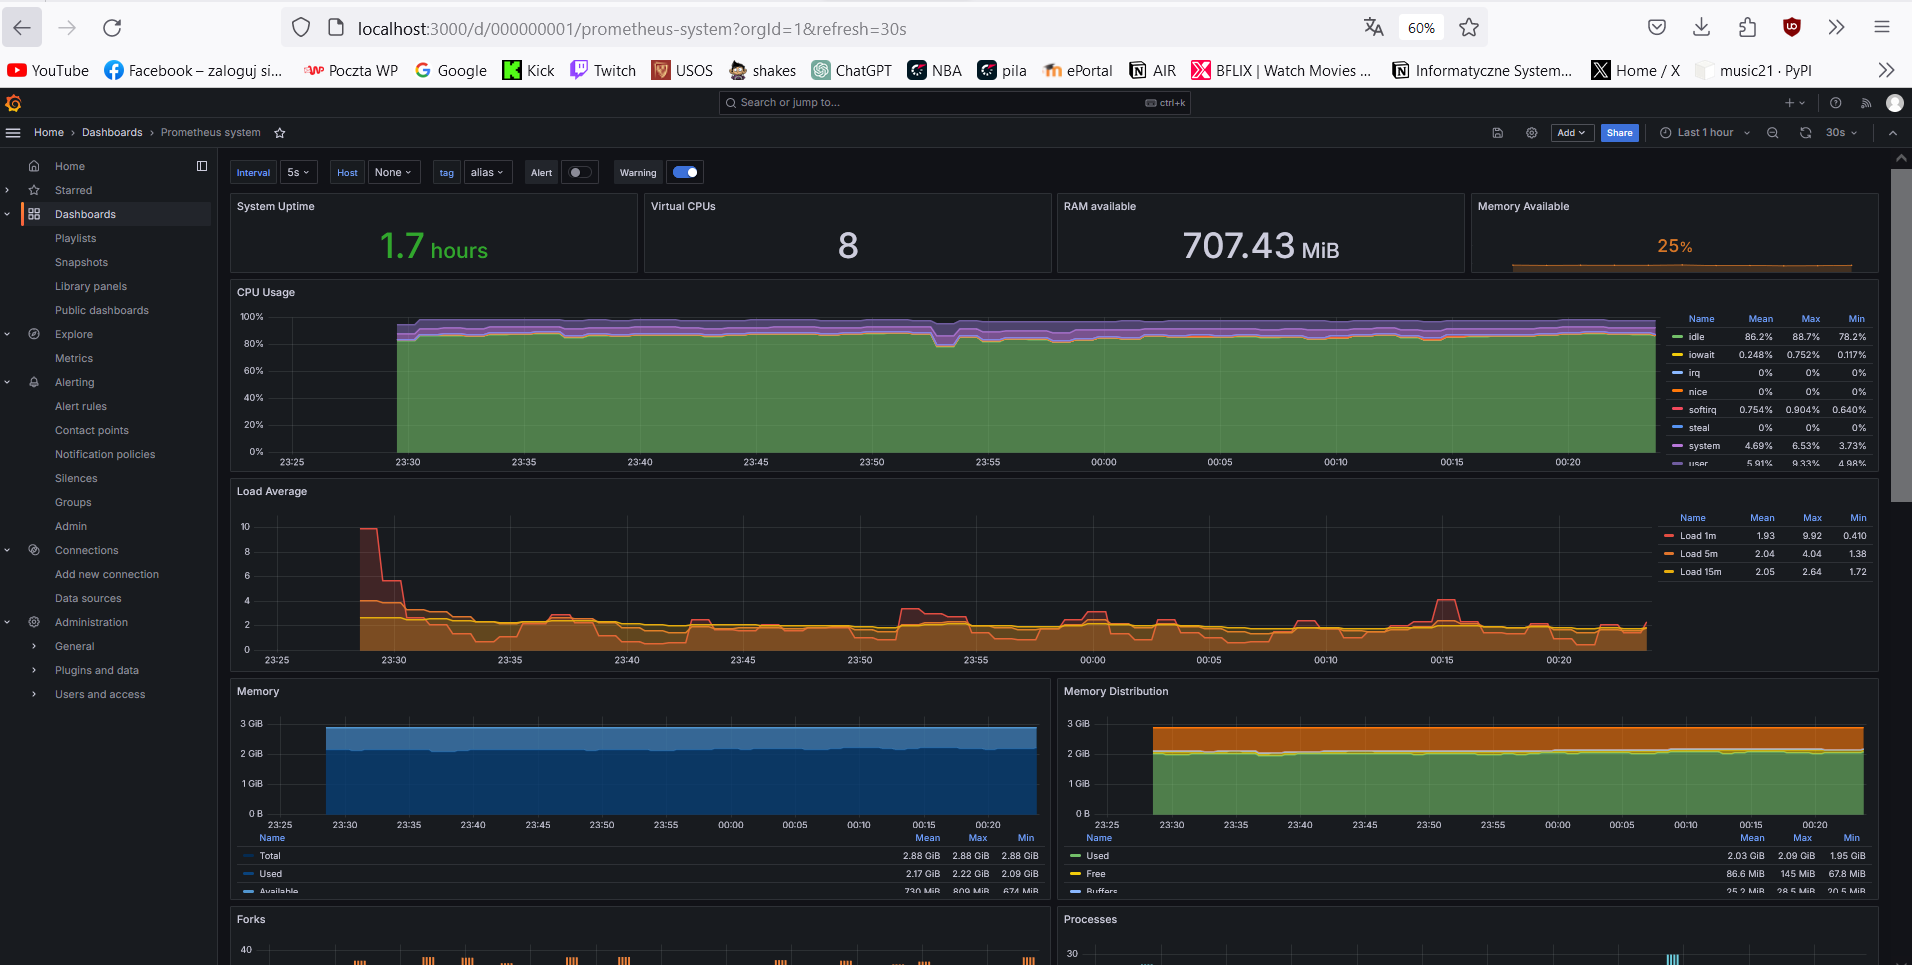 localhost:3000/d/000000001/prometheus-system?orgId=1&refresh=30s 60%
YouTube Facebook – zaloguj si... Poczta WP Google Kick Twitch USOS shakes ChatGPT NBA pila ePortal AIR BFLIX | Watch Movies ... Informatyczne System... Home / X music21 · PyPI
Search or jump to... ctrl+k
Home › Dashboards › Prometheus system Add Share Last 1 hour 30s
Home
Starred
Dashboards
Playlists
Snapshots
Library panels
Public dashboards
Explore
Metrics
Alerting
Alert rules
Contact points
Notification policies
Silences
Groups
Admin
Connections
Add new connection
Data sources
Administration
General
Plugins and data
Users and access
Interval 5s Host None tag alias Alert Warning
System Uptime
1.7 hours
Virtual CPUs
8
RAM available
707.43 MiB
Memory Available
25%
CPU Usage
100%
80%
60%
40%
20%
0%
23:25 23:30 23:35 23:40 23:45 23:50 23:55 00:00 00:05 00:10 00:15 00:20
Name Mean Max Min
idle 86.2% 88.7% 78.2%
iowait 0.248% 0.752% 0.117%
irq 0% 0% 0%
nice 0% 0% 0%
softirq 0.754% 0.904% 0.640%
steal 0% 0% 0%
system 4.69% 6.53% 3.73%
user 5.91% 9.33% 4.98%
Load Average
10
8
6
4
2
0
23:25 23:30 23:35 23:40 23:45 23:50 23:55 00:00 00:05 00:10 00:15 00:20
Name Mean Max Min
Load 1m 1.93 9.92 0.410
Load 5m 2.04 4.04 1.38
Load 15m 2.05 2.64 1.72
Memory
3 GiB
2 GiB
1 GiB
0 B
23:25 23:30 23:35 23:40 23:45 23:50 23:55 00:00 00:05 00:10 00:15 00:20
Name Mean Max Min
Total 2.88 GiB 2.88 GiB 2.88 GiB
Used 2.17 GiB 2.22 GiB 2.09 GiB
Available 730 MiB 809 MiB 674 MiB
Memory Distribution
3 GiB
2 GiB
1 GiB
0 B
23:25 23:30 23:35 23:40 23:45 23:50 23:55 00:00 00:05 00:10 00:15 00:20
Name Mean Max Min
Used 2.03 GiB 2.09 GiB 1.95 GiB
Free 86.6 MiB 145 MiB 67.8 MiB
Buffers 25.2 MiB 28.5 MiB 20.5 MiB
Forks
40
Processes
30